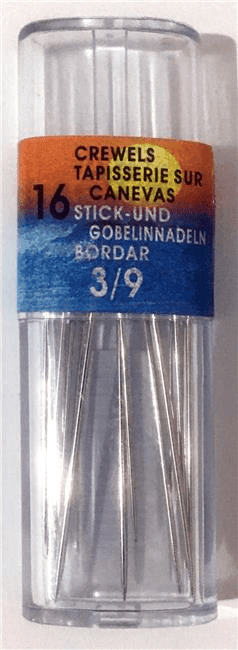 CREWELS
TAPISSERIE SUR
CANEVAS
16
STICK-UND
GOBELINNADELN
BORDAR
3/9